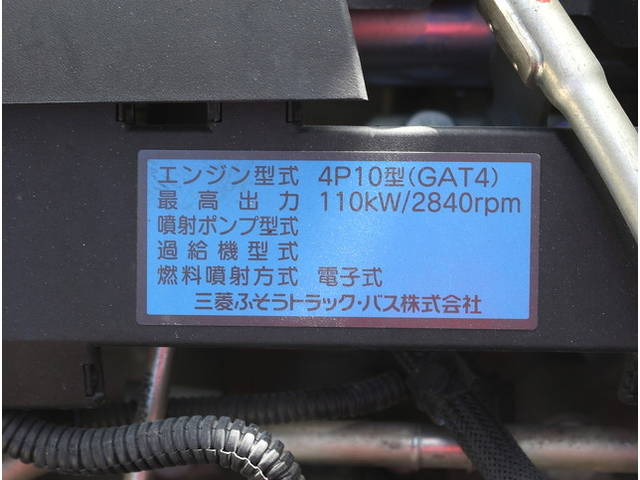 エンジン型式 4P10型(GAT4)
最高出力 110kW/2840rpm
噴射ポンプ型式
過給機型式
燃料噴射方式 電子式
三菱ふそうトラック・バス株式会社